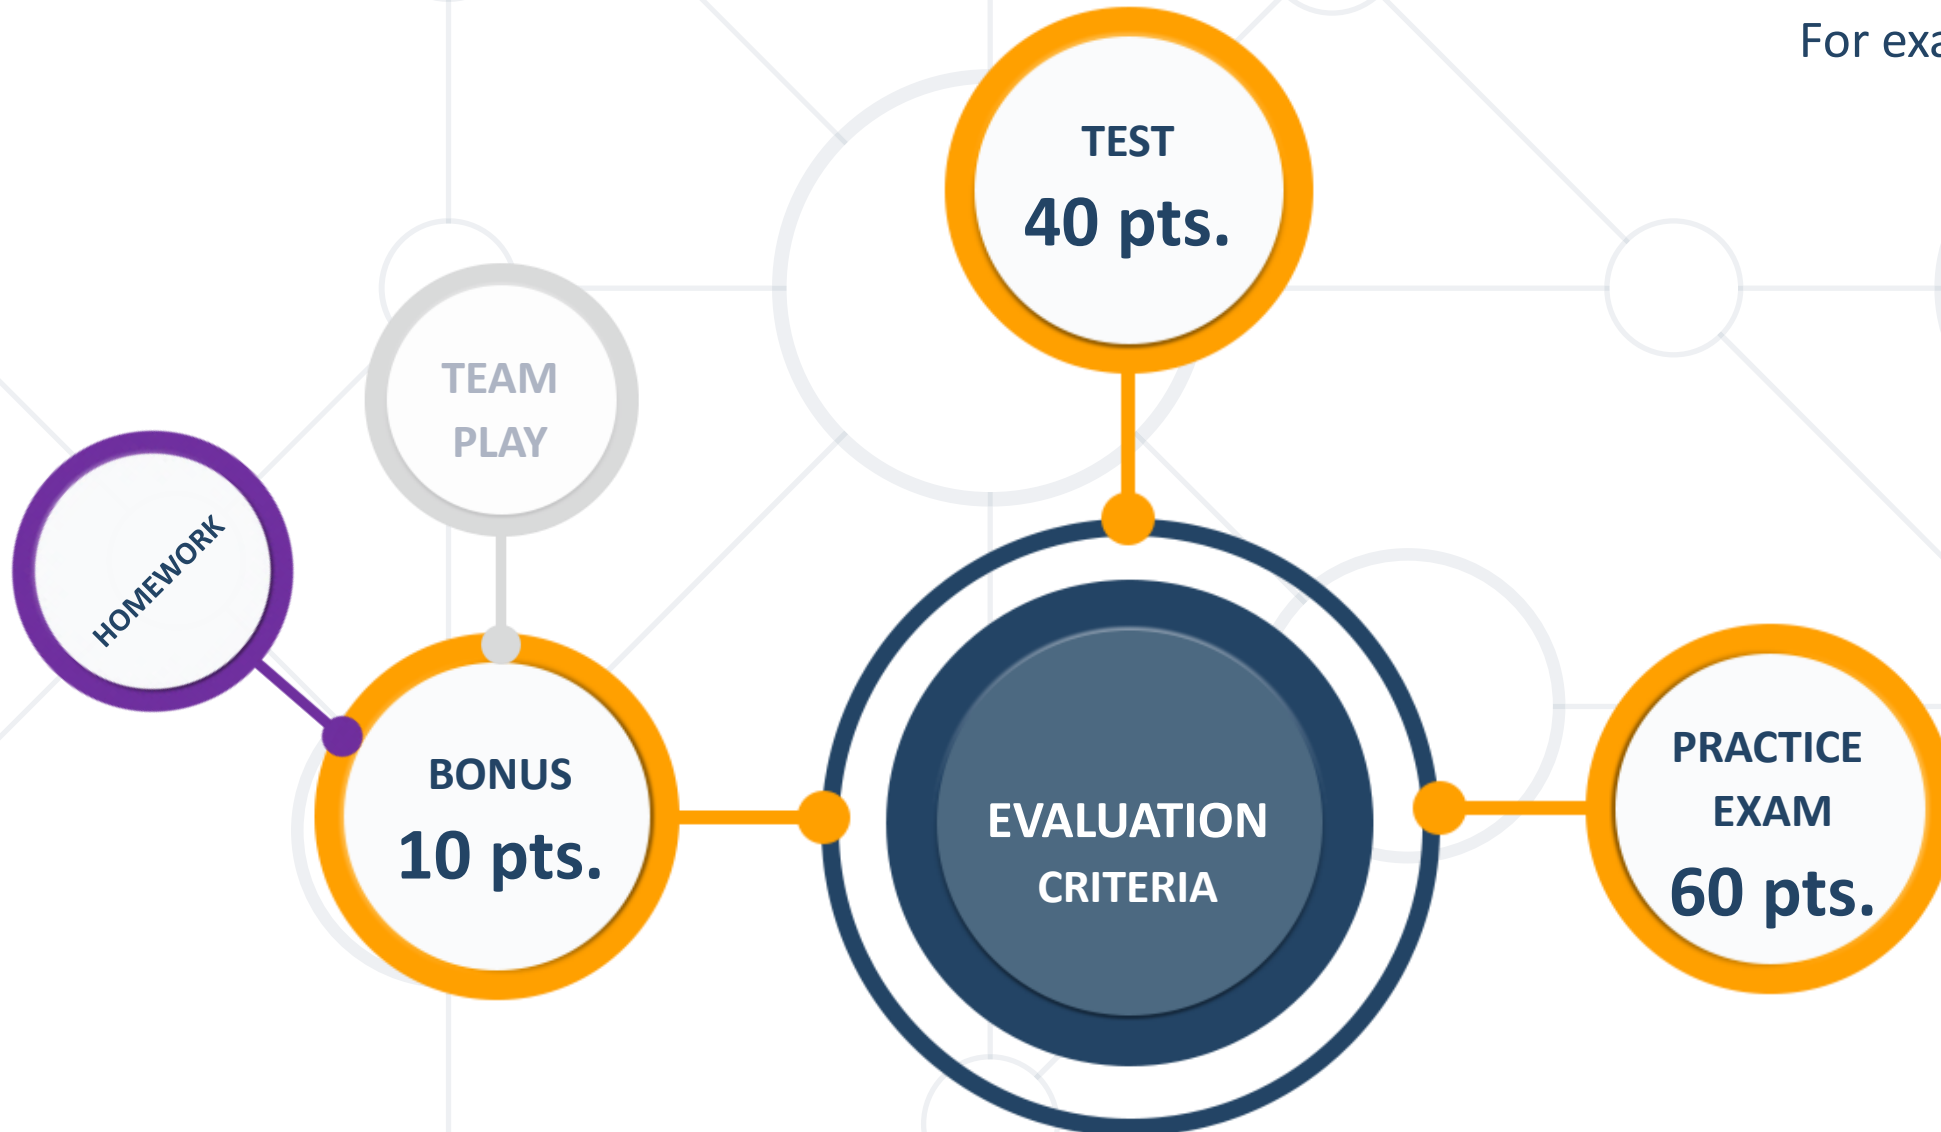 For exa
TEST
40 pts.
TEAM
PLAY
HOMEWORK
BONUS
10 pts.
EVALUATION
CRITERIA
PRACTICE
EXAM
60 pts.